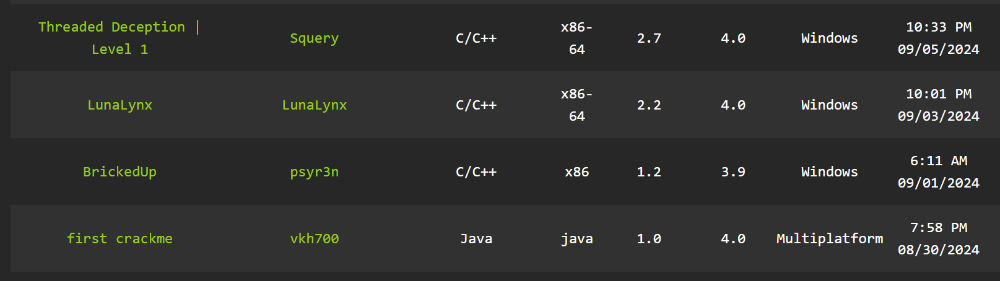 Threaded Deception | Level 1 Squery C/C++ x86-64 2.7 4.0 Windows 10:33 PM 09/05/2024
LunaLynx LunaLynx C/C++ x86-64 2.2 4.0 Windows 10:01 PM 09/03/2024
BrickedUp psyr3n C/C++ x86 1.2 3.9 Windows 6:11 AM 09/01/2024
first crackme vkh700 Java java 1.0 4.0 Multiplatform 7:58 PM 08/30/2024